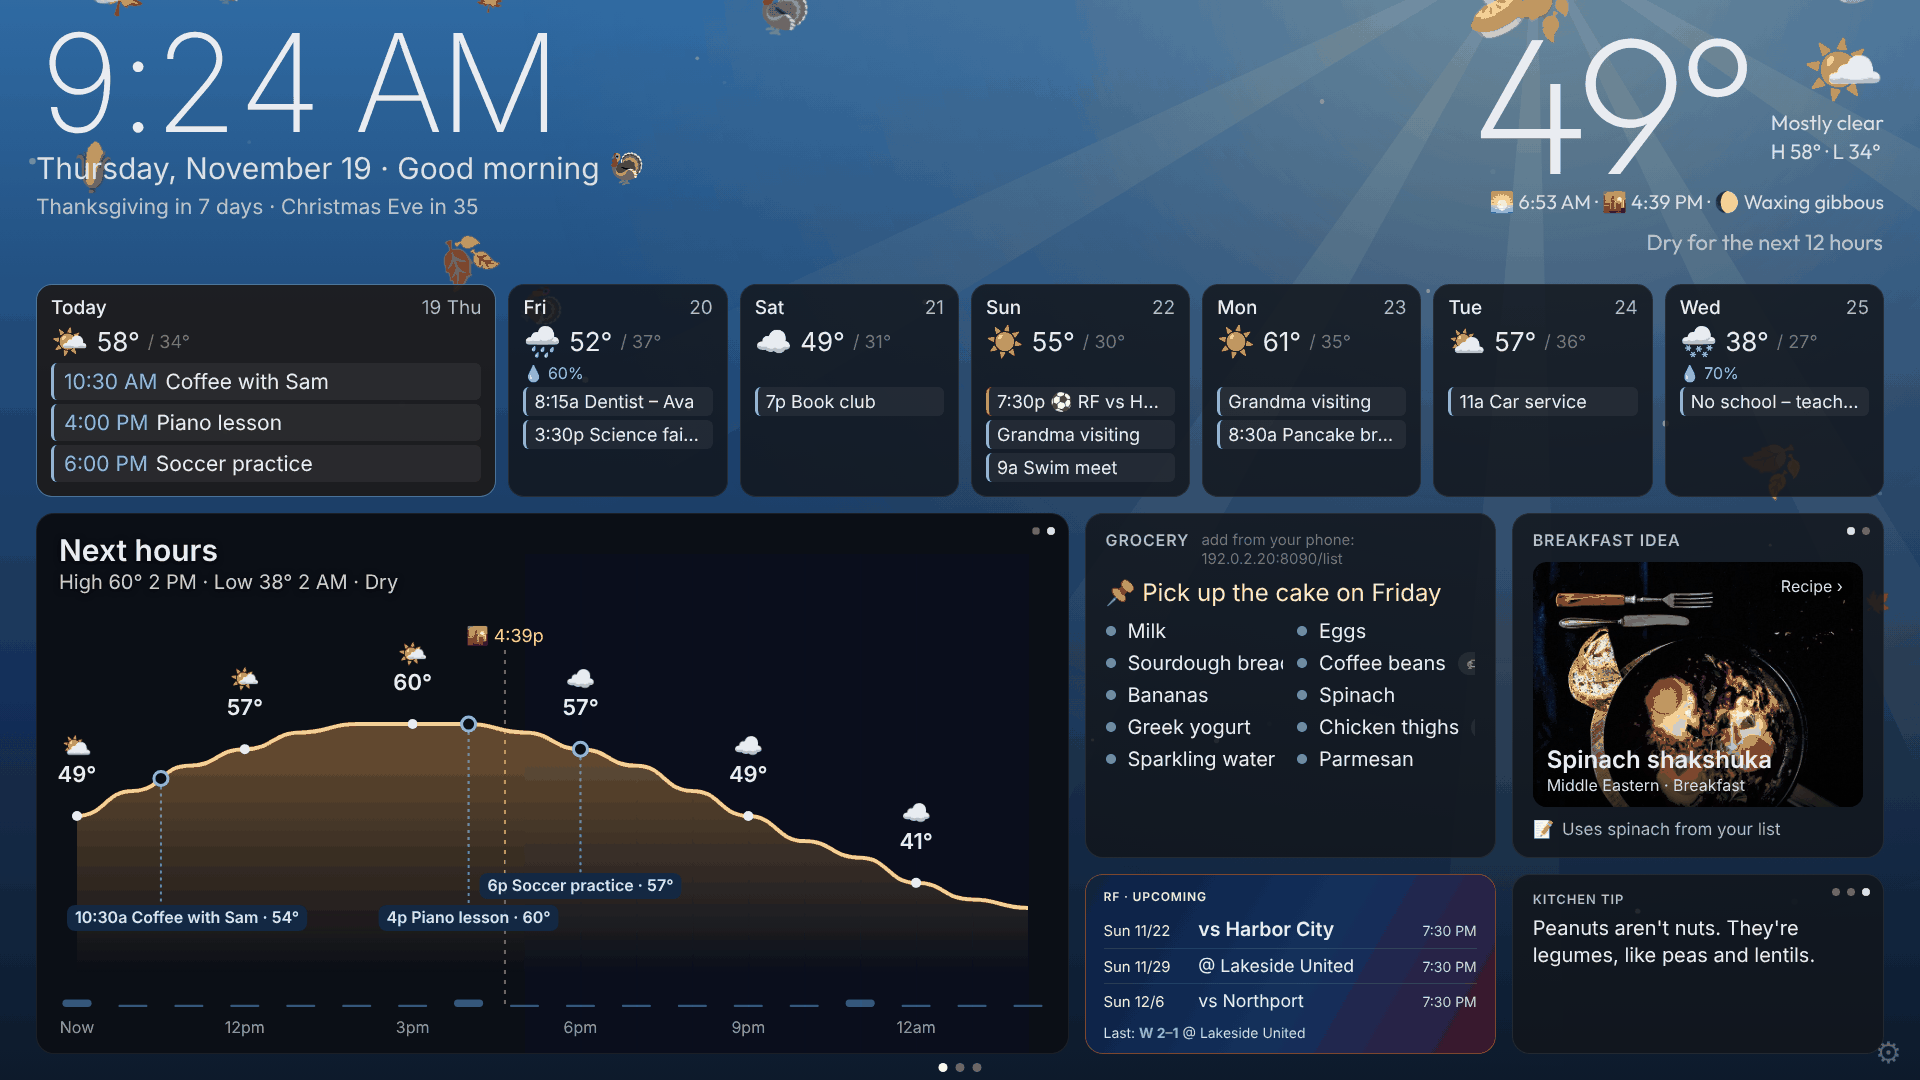 9:24 AM
Thursday, November 19 · Good morning
Thanksgiving in 7 days · Christmas Eve in 35
49°
Mostly clear
H 58° · L 34°
6:53 AM · 4:39 PM · Waxing gibbous
Dry for the next 12 hours
Today 19 Thu
58° / 34°
10:30 AM Coffee with Sam
4:00 PM Piano lesson
6:00 PM Soccer practice
Fri 20
52° / 37°
60%
8:15a Dentist – Ava
3:30p Science fai...
Sat 21
49° / 31°
7p Book club
Sun 22
55° / 30°
7:30p ⚽ RF vs H...
Grandma visiting
9a Swim meet
Mon 23
61° / 35°
Grandma visiting
8:30a Pancake br...
Tue 24
57° / 36°
11a Car service
Wed 25
38° / 27°
70%
No school – teach...
Next hours
High 60° 2 PM · Low 38° 2 AM · Dry
4:39p
49°
57°
60°
57°
49°
41°
6p Soccer practice · 57°
10:30a Coffee with Sam · 54°
4p Piano lesson · 60°
Now 12pm 3pm 6pm 9pm 12am
GROCERY add from your phone:
192.0.2.20:8090/list
Pick up the cake on Friday
Milk
Sourdough
Bananas
Greek yogurt
Sparkling water
Eggs
Coffee beans
Spinach
Chicken thighs
Parmesan
BREAKFAST IDEA
Recipe ›
Spinach shakshuka
Middle Eastern · Breakfast
Uses spinach from your list
RF · UPCOMING
Sun 11/22 vs Harbor City 7:30 PM
Sun 11/29 @ Lakeside United 7:30 PM
Sun 12/6 vs Northport 7:30 PM
Last: W 2–1 @ Lakeside United
KITCHEN TIP
Peanuts aren't nuts. They're
legumes, like peas and lentils.